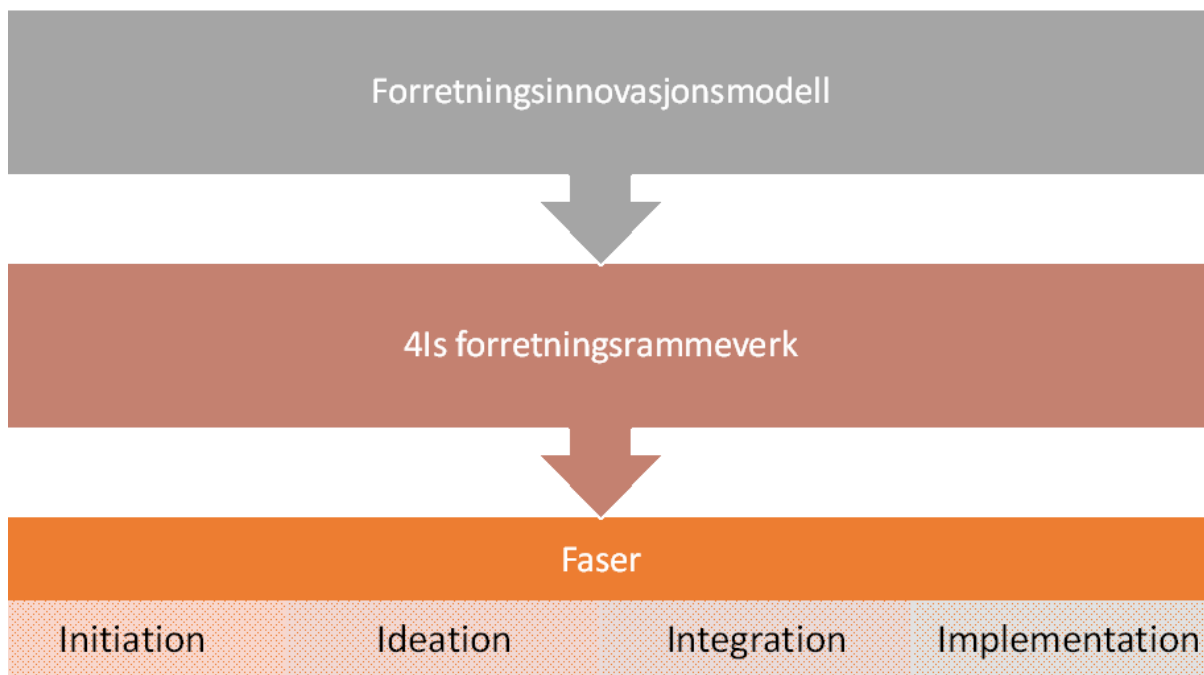 Forretningsinnovasjonsmodell
4Is forretningsrammeverk
Faser
Initiation Ideation Integration Implementation